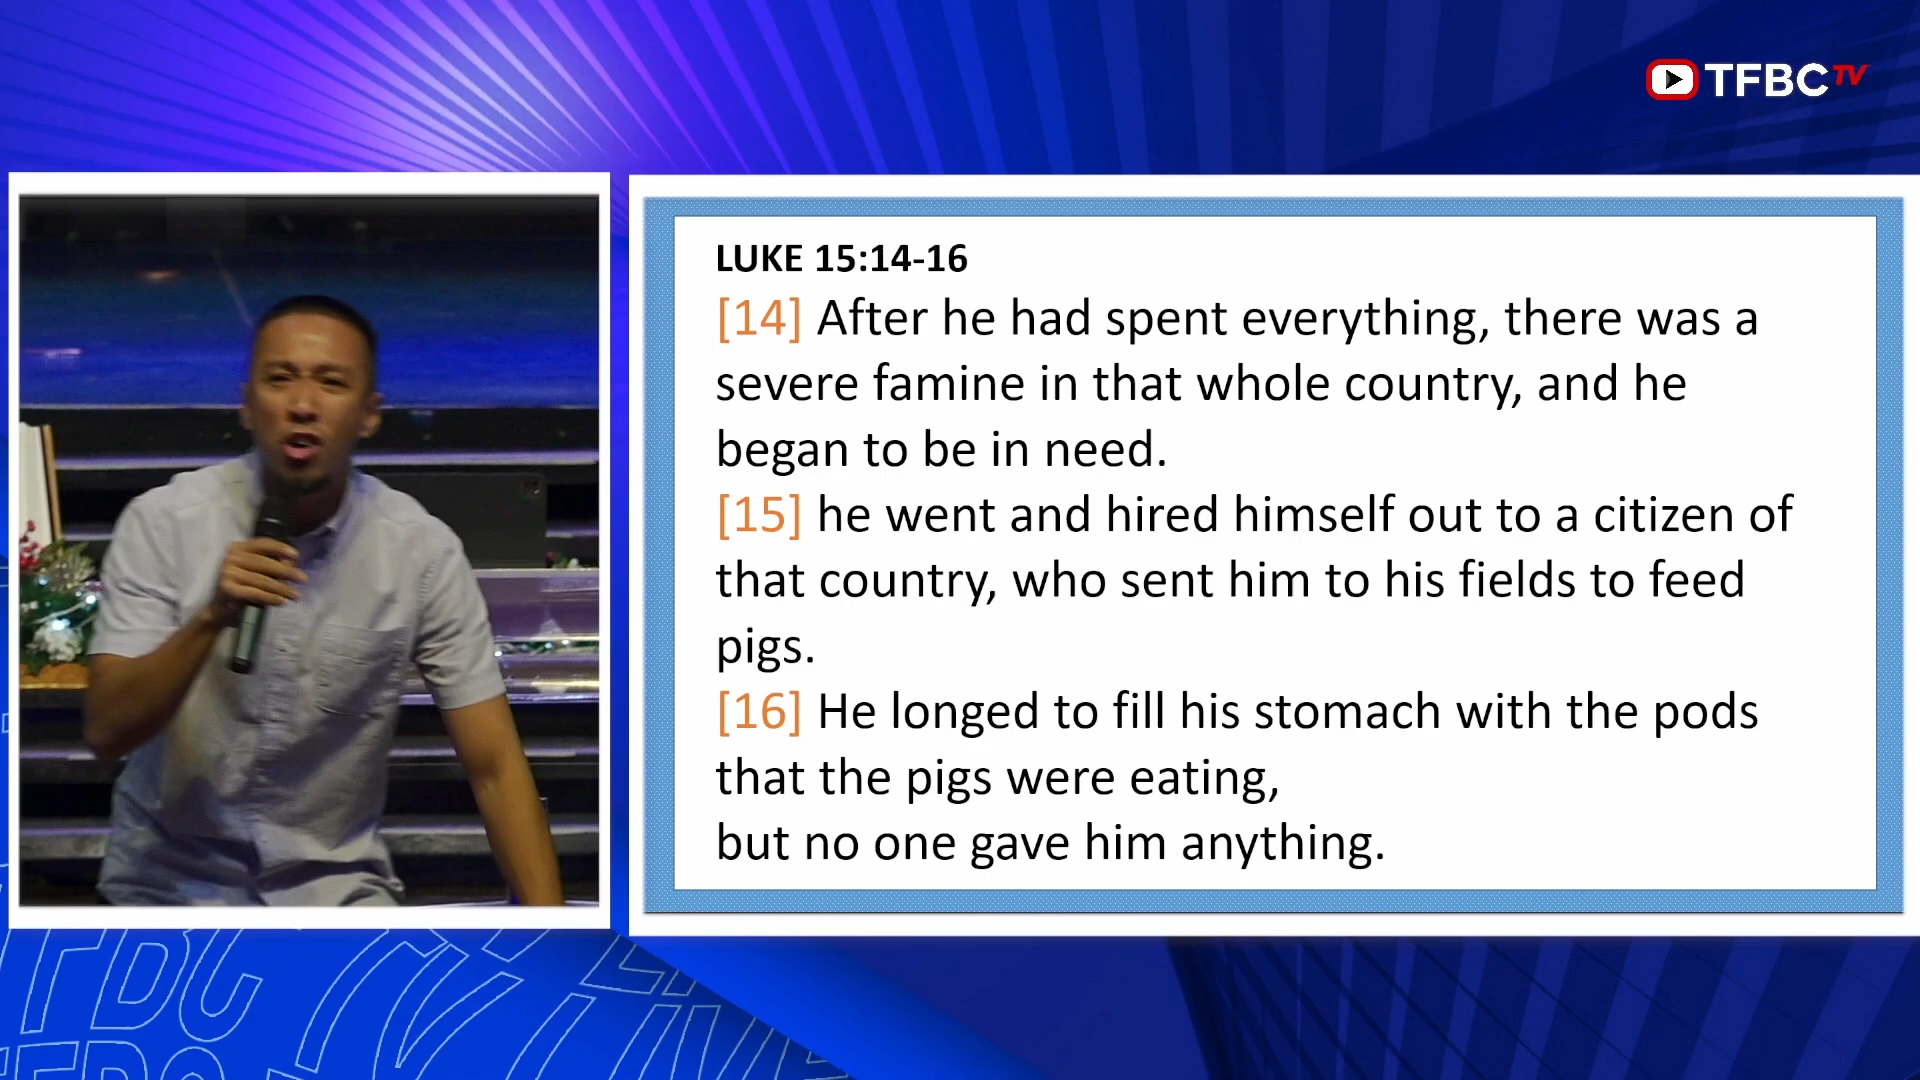 TFBC TV
LUKE 15:14-16
[14] After he had spent everything, there was a
severe famine in that whole country, and he
began to be in need.
[15] he went and hired himself out to a citizen of
that country, who sent him to his fields to feed
pigs.
[16] He longed to fill his stomach with the pods
that the pigs were eating,
but no one gave him anything.
TFBC TV LIVE